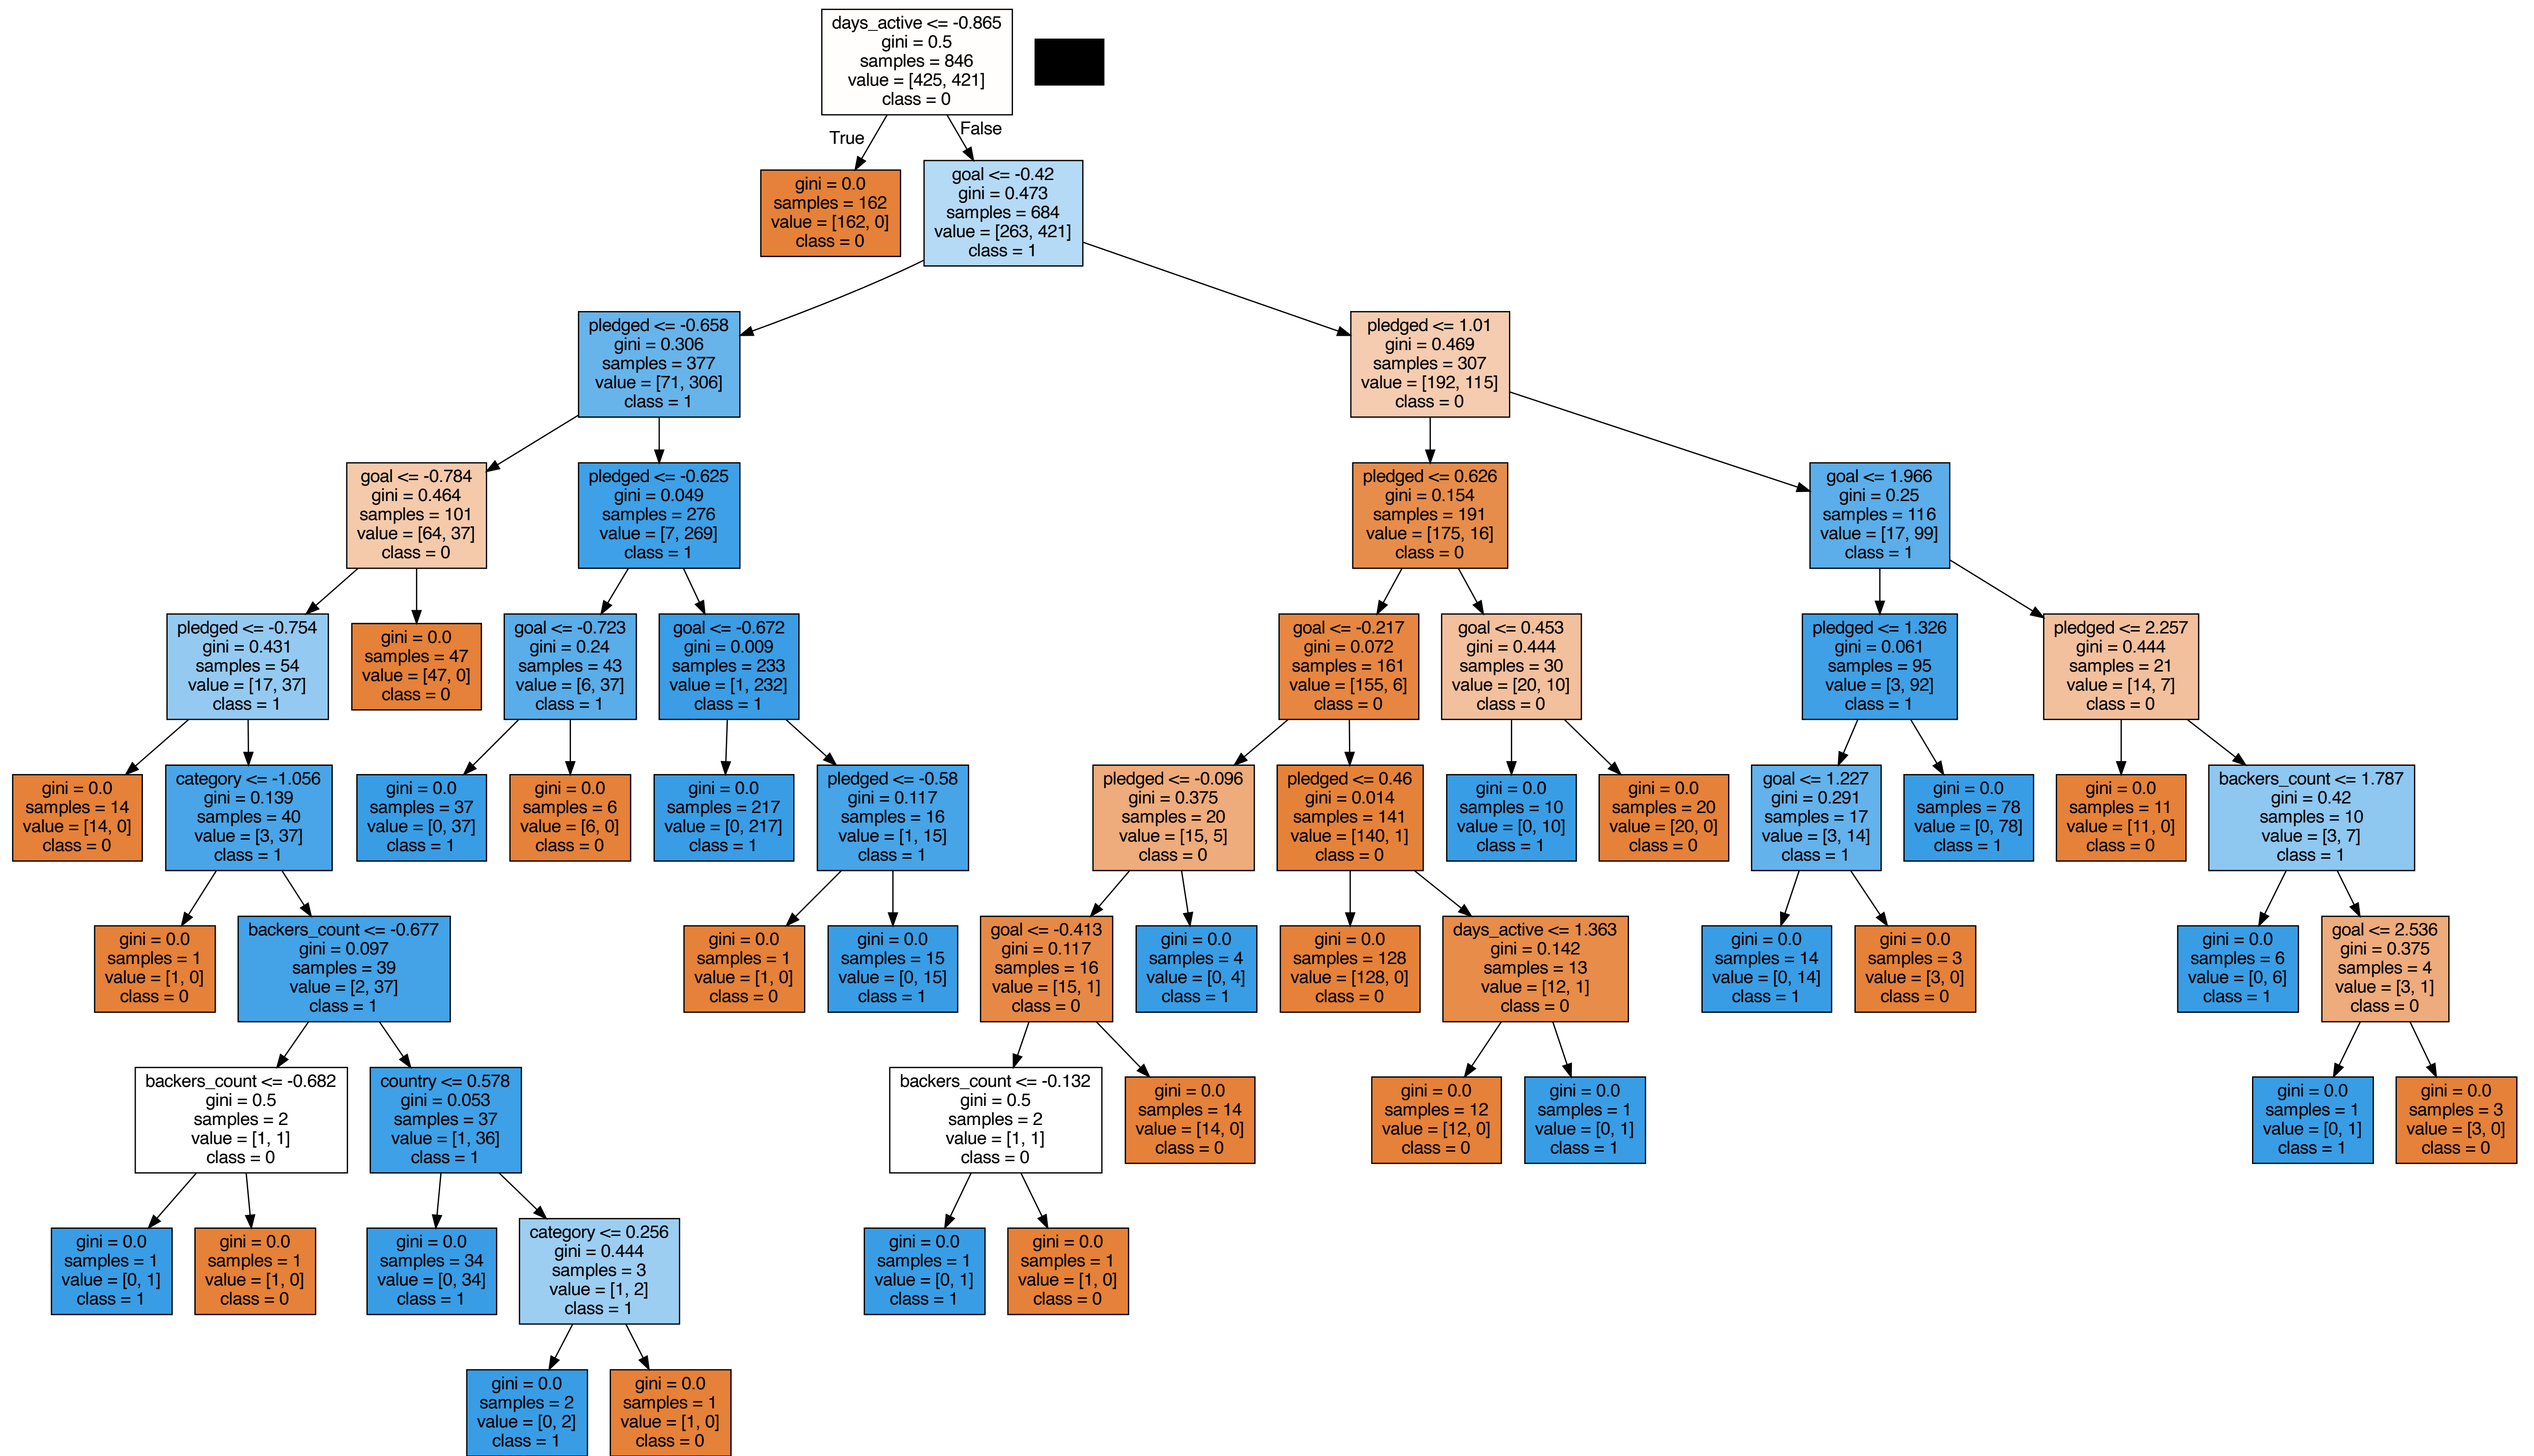 days_active <= -0.865
gini = 0.5
samples = 846
value = [425, 421]
class = 0
True
False
gini = 0.0
samples = 162
value = [162, 0]
class = 0
goal <= -0.42
gini = 0.473
samples = 684
value = [263, 421]
class = 1
pledged <= -0.658
gini = 0.306
samples = 377
value = [71, 306]
class = 1
pledged <= 1.01
gini = 0.469
samples = 307
value = [192, 115]
class = 0
goal <= -0.784
gini = 0.464
samples = 101
value = [64, 37]
class = 0
pledged <= -0.625
gini = 0.049
samples = 276
value = [7, 269]
class = 1
pledged <= 0.626
gini = 0.154
samples = 191
value = [175, 16]
class = 0
goal <= 1.966
gini = 0.25
samples = 116
value = [17, 99]
class = 1
pledged <= -0.754
gini = 0.431
samples = 54
value = [17, 37]
class = 1
gini = 0.0
samples = 47
value = [47, 0]
class = 0
goal <= -0.723
gini = 0.24
samples = 43
value = [6, 37]
class = 1
goal <= -0.672
gini = 0.009
samples = 233
value = [1, 232]
class = 1
goal <= -0.217
gini = 0.072
samples = 161
value = [155, 6]
class = 0
goal <= 0.453
gini = 0.444
samples = 30
value = [20, 10]
class = 0
pledged <= 1.326
gini = 0.061
samples = 95
value = [3, 92]
class = 1
pledged <= 2.257
gini = 0.444
samples = 21
value = [14, 7]
class = 0
gini = 0.0
samples = 14
value = [14, 0]
class = 0
category <= -1.056
gini = 0.139
samples = 40
value = [3, 37]
class = 1
gini = 0.0
samples = 37
value = [0, 37]
class = 1
gini = 0.0
samples = 6
value = [6, 0]
class = 0
gini = 0.0
samples = 217
value = [0, 217]
class = 1
pledged <= -0.58
gini = 0.117
samples = 16
value = [1, 15]
class = 1
pledged <= -0.096
gini = 0.375
samples = 20
value = [15, 5]
class = 0
pledged <= 0.46
gini = 0.014
samples = 141
value = [140, 1]
class = 0
gini = 0.0
samples = 10
value = [0, 10]
class = 1
gini = 0.0
samples = 20
value = [20, 0]
class = 0
goal <= 1.227
gini = 0.291
samples = 17
value = [3, 14]
class = 1
gini = 0.0
samples = 78
value = [0, 78]
class = 1
gini = 0.0
samples = 11
value = [11, 0]
class = 0
backers_count <= 1.787
gini = 0.42
samples = 10
value = [3, 7]
class = 1
gini = 0.0
samples = 1
value = [1, 0]
class = 0
backers_count <= -0.677
gini = 0.097
samples = 39
value = [2, 37]
class = 1
gini = 0.0
samples = 1
value = [1, 0]
class = 0
gini = 0.0
samples = 15
value = [0, 15]
class = 1
goal <= -0.413
gini = 0.117
samples = 16
value = [15, 1]
class = 0
gini = 0.0
samples = 4
value = [0, 4]
class = 1
gini = 0.0
samples = 128
value = [128, 0]
class = 0
days_active <= 1.363
gini = 0.142
samples = 13
value = [12, 1]
class = 0
gini = 0.0
samples = 14
value = [0, 14]
class = 1
gini = 0.0
samples = 3
value = [3, 0]
class = 0
gini = 0.0
samples = 6
value = [0, 6]
class = 1
goal <= 2.536
gini = 0.375
samples = 4
value = [3, 1]
class = 0
backers_count <= -0.682
gini = 0.5
samples = 2
value = [1, 1]
class = 0
country <= 0.578
gini = 0.053
samples = 37
value = [1, 36]
class = 1
backers_count <= -0.132
gini = 0.5
samples = 2
value = [1, 1]
class = 0
gini = 0.0
samples = 14
value = [14, 0]
class = 0
gini = 0.0
samples = 12
value = [12, 0]
class = 0
gini = 0.0
samples = 1
value = [0, 1]
class = 1
gini = 0.0
samples = 1
value = [0, 1]
class = 1
gini = 0.0
samples = 3
value = [3, 0]
class = 0
gini = 0.0
samples = 1
value = [0, 1]
class = 1
gini = 0.0
samples = 1
value = [1, 0]
class = 0
gini = 0.0
samples = 34
value = [0, 34]
class = 1
category <= 0.256
gini = 0.444
samples = 3
value = [1, 2]
class = 1
gini = 0.0
samples = 1
value = [0, 1]
class = 1
gini = 0.0
samples = 1
value = [1, 0]
class = 0
gini = 0.0
samples = 2
value = [0, 2]
class = 1
gini = 0.0
samples = 1
value = [1, 0]
class = 0